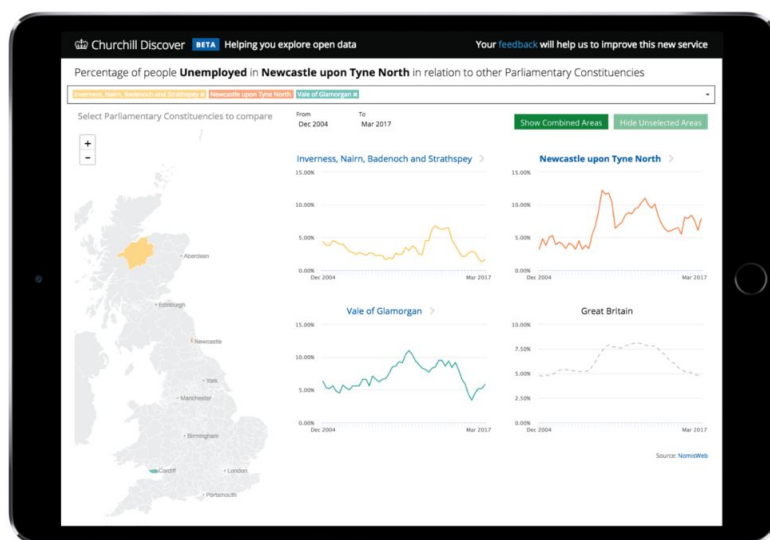 Churchill Discover BETA Helping you explore open data
Your feedback will help us to improve this new service
Percentage of people Unemployed in Newcastle upon Tyne North in relation to other Parliamentary Constituencies
Inverness, Nairn, Badenoch and Strathspey × Newcastle upon Tyne North Vale of Glamorgan ×
Select Parliamentary Constituencies to compare
From
Dec 2004
To
Mar 2017
Show Combined Areas
Hide Unselected Areas
+
-
Aberdeen
Edinburgh
Newcastle
York
Manchester
Birmingham
Cardiff
London
Portsmouth
Inverness, Nairn, Badenoch and Strathspey
15.00%
10.00%
5.00%
0.00%
Dec 2004
Mar 2017
Newcastle upon Tyne North
15.00%
10.00%
5.00%
0.00%
Dec 2004
Mar 2017
Vale of Glamorgan
15.00%
10.00%
5.00%
0.00%
Dec 2004
Mar 2017
Great Britain
10.00%
7.50%
5.00%
2.50%
0.00%
Dec 2004
Mar 2017
Source: NomisWeb